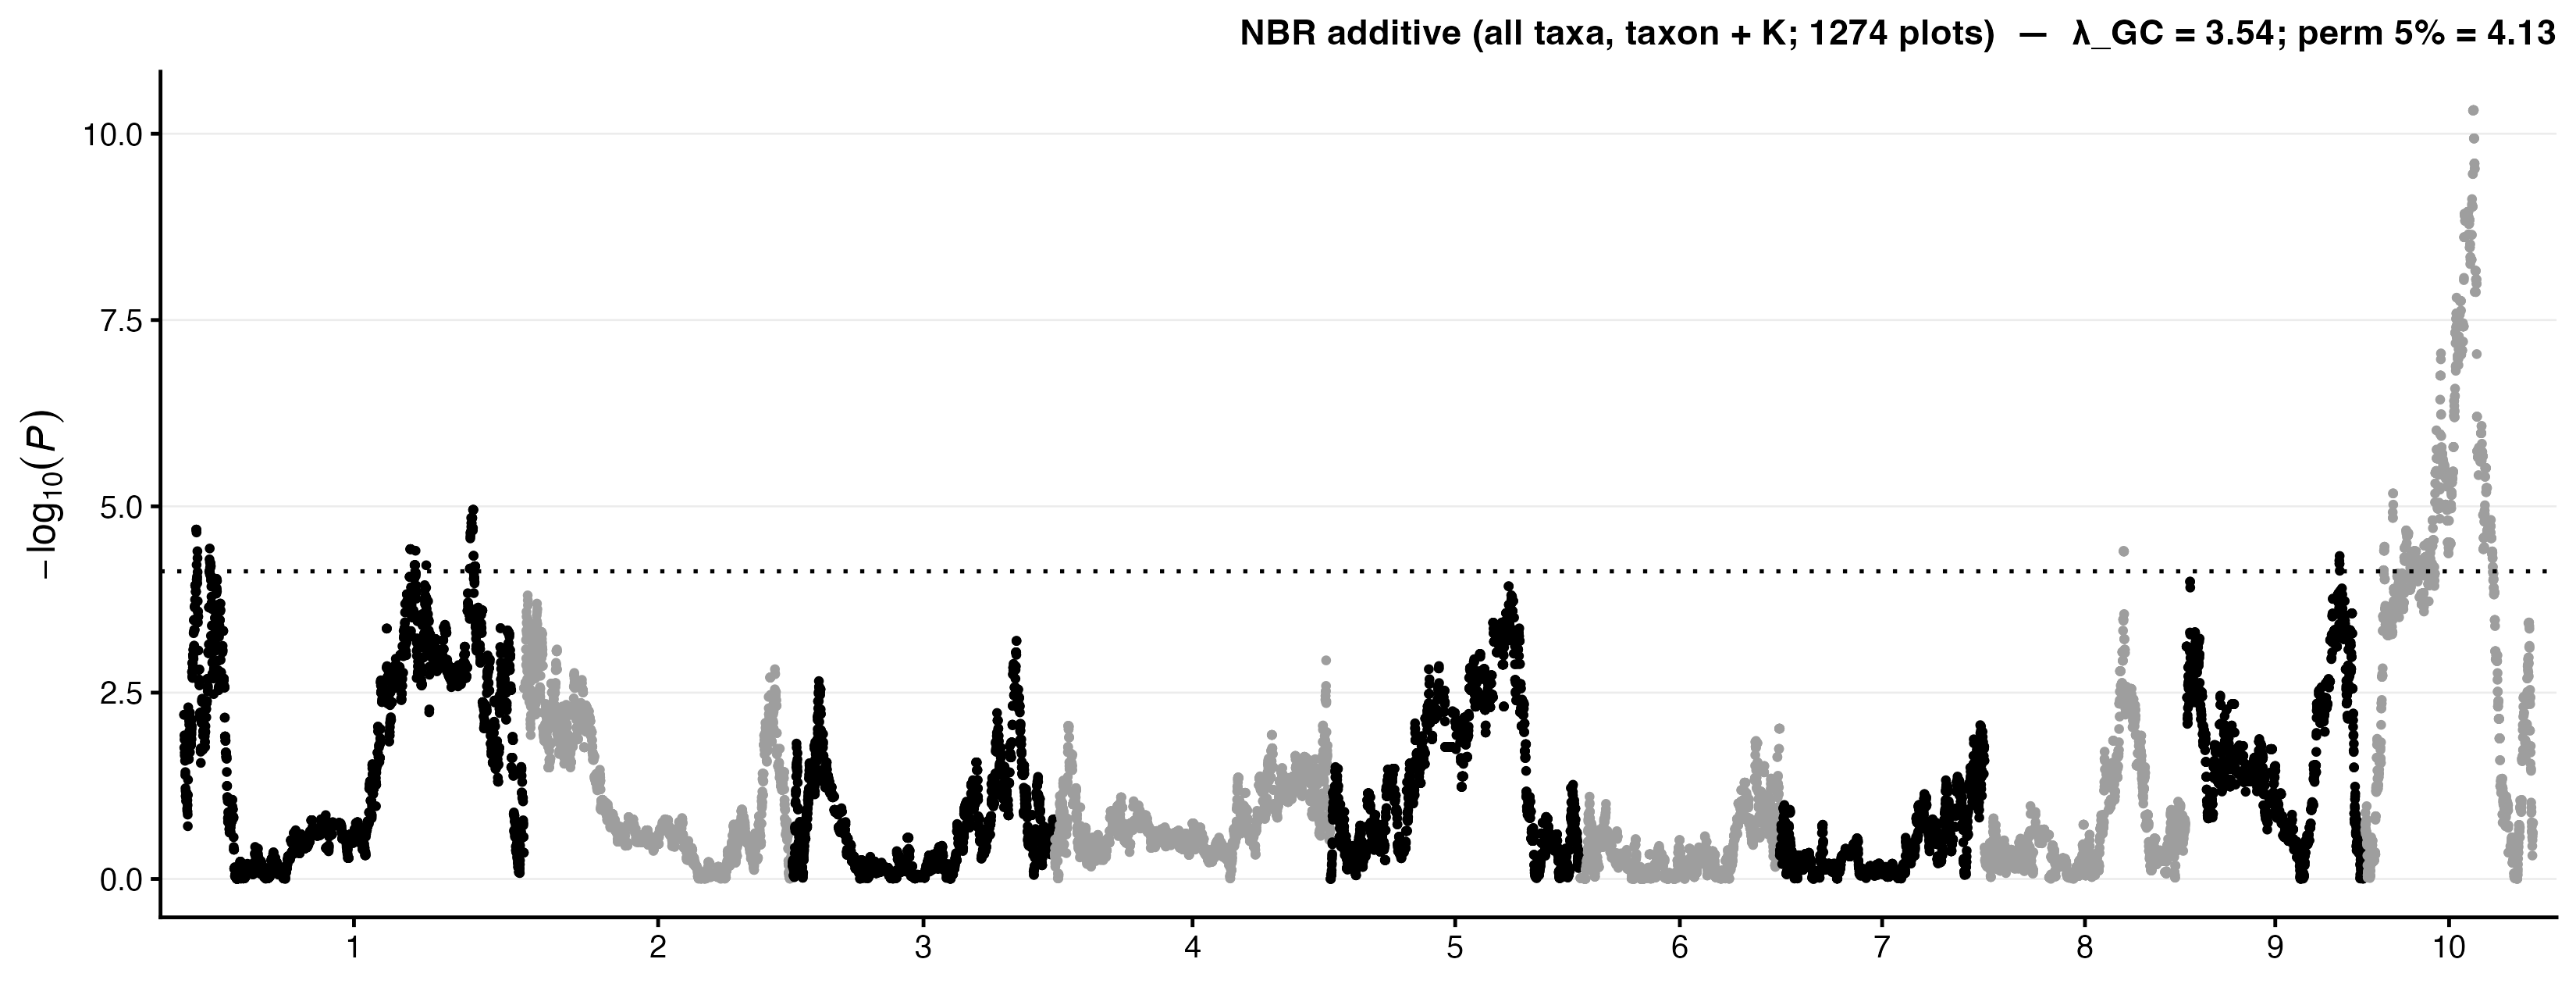 NBR additive (all taxa, taxon + K; 1274 plots) — λ_GC = 3.54; perm 5% = 4.13
−log₁₀(P)
10.0
7.5
5.0
2.5
0.0
1 2 3 4 5 6 7 8 9 10